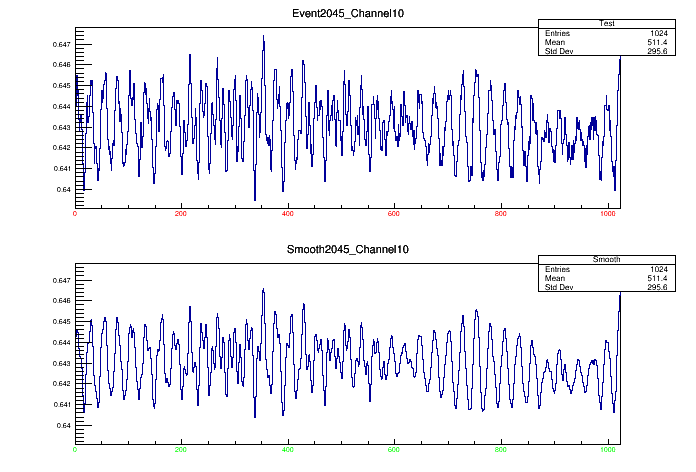 Event2045_Channel10
Test
Entries 1024
Mean 511.4
Std Dev 295.6
0.647
0.646
0.645
0.644
0.643
0.642
0.641
0.64
0 200 400 600 800 1000
Smooth2045_Channel10
Smooth
Entries 1024
Mean 511.4
Std Dev 295.6
0.647
0.646
0.645
0.644
0.643
0.642
0.641
0.64
0 200 400 600 800 1000